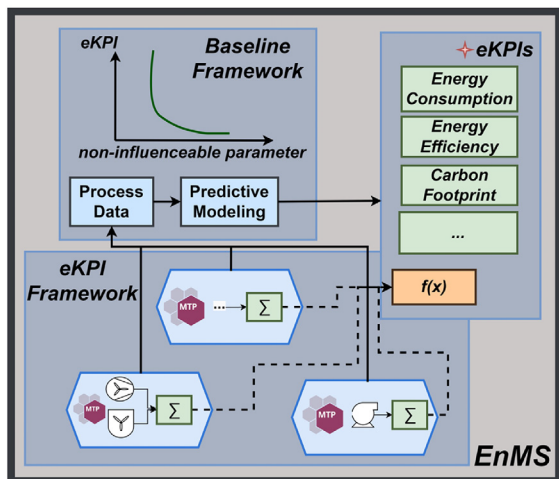 eKPI
Baseline
Framework
non-influenceable parameter
Process
Data
Predictive
Modeling
eKPIs
Energy
Consumption
Energy
Efficiency
Carbon
Footprint
...
f(x)
eKPI
Framework
MTP
...
∑
MTP
∑
MTP
∑
EnMS